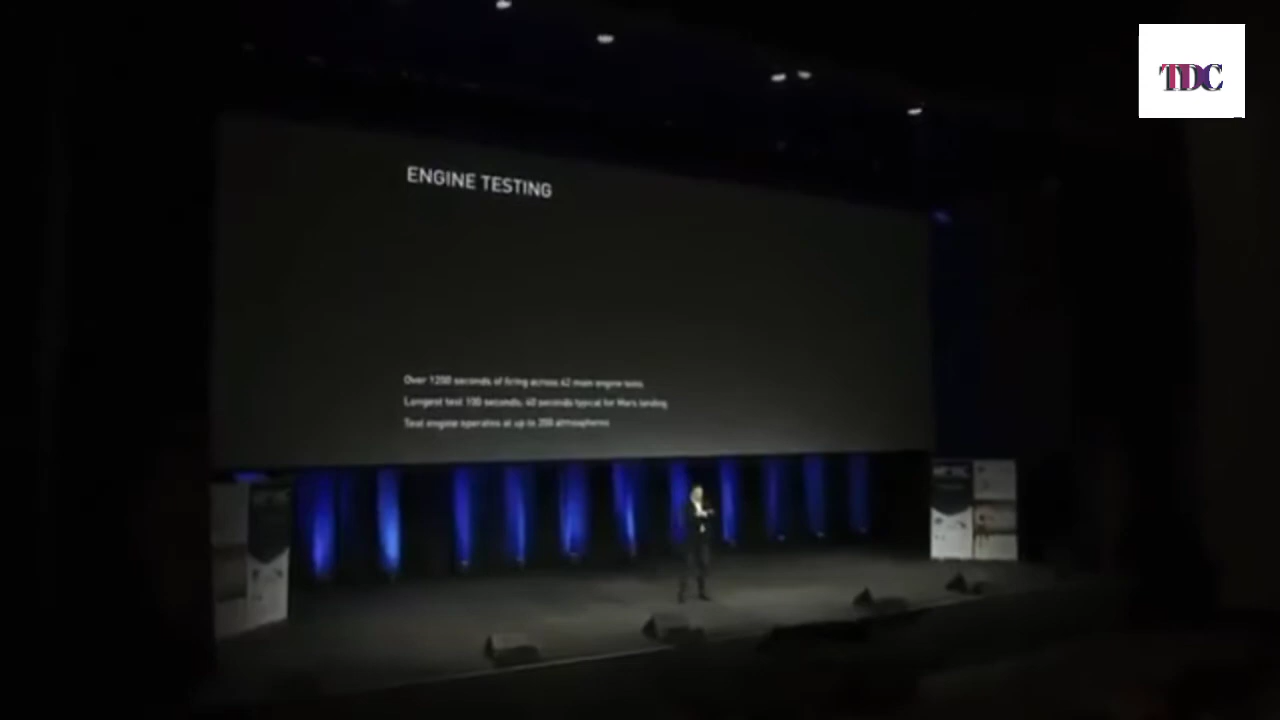 TDC
ENGINE TESTING
Over 1200 seconds of firing across 42 main engine tests
Longest test 100 seconds; 40 seconds typical for Mars landing
Test engine operates at up to 200 atmospheres